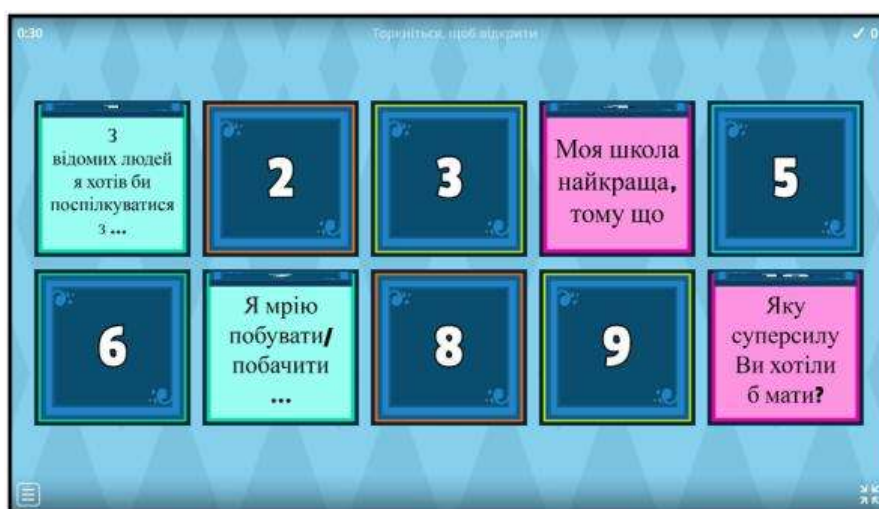 0:30
Торкніться, щоб відкрити
✓ 0
З
відомих людей
я хотів би
поспілкуватися
з ...
2
3
Моя школа
найкраща,
тому що
5
6
Я мрію
побувати/
побачити
...
8
9
Яку
суперсилу
Ви хотіли
б мати?